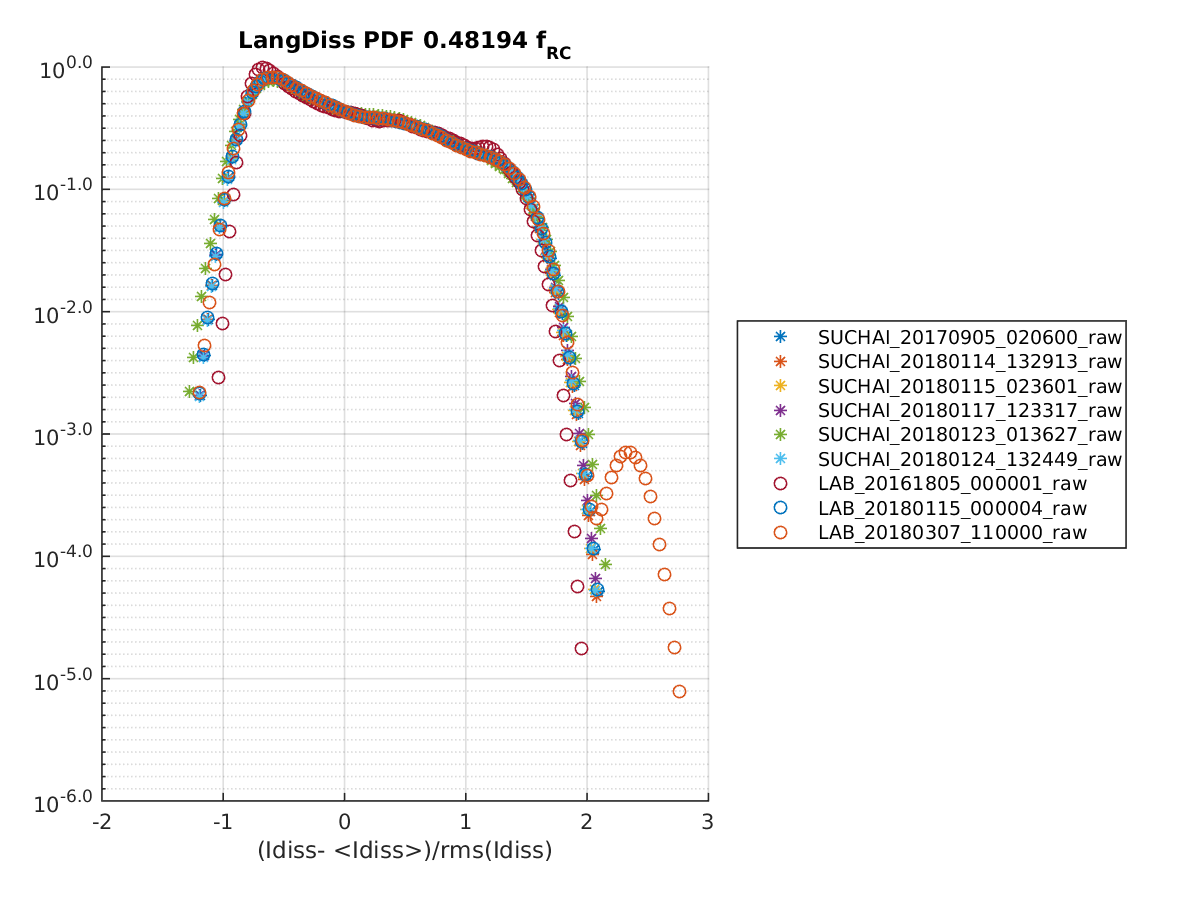 LangDiss PDF 0.48194 f_RC
10^0.0
10^-1.0
10^-2.0
10^-3.0
10^-4.0
10^-5.0
10^-6.0
-2 -1 0 1 2 3
(Idiss- <Idiss>)/rms(Idiss)
SUCHAI_20170905_020600_raw
SUCHAI_20180114_132913_raw
SUCHAI_20180115_023601_raw
SUCHAI_20180117_123317_raw
SUCHAI_20180123_013627_raw
SUCHAI_20180124_132449_raw
LAB_20161805_000001_raw
LAB_20180115_000004_raw
LAB_20180307_110000_raw